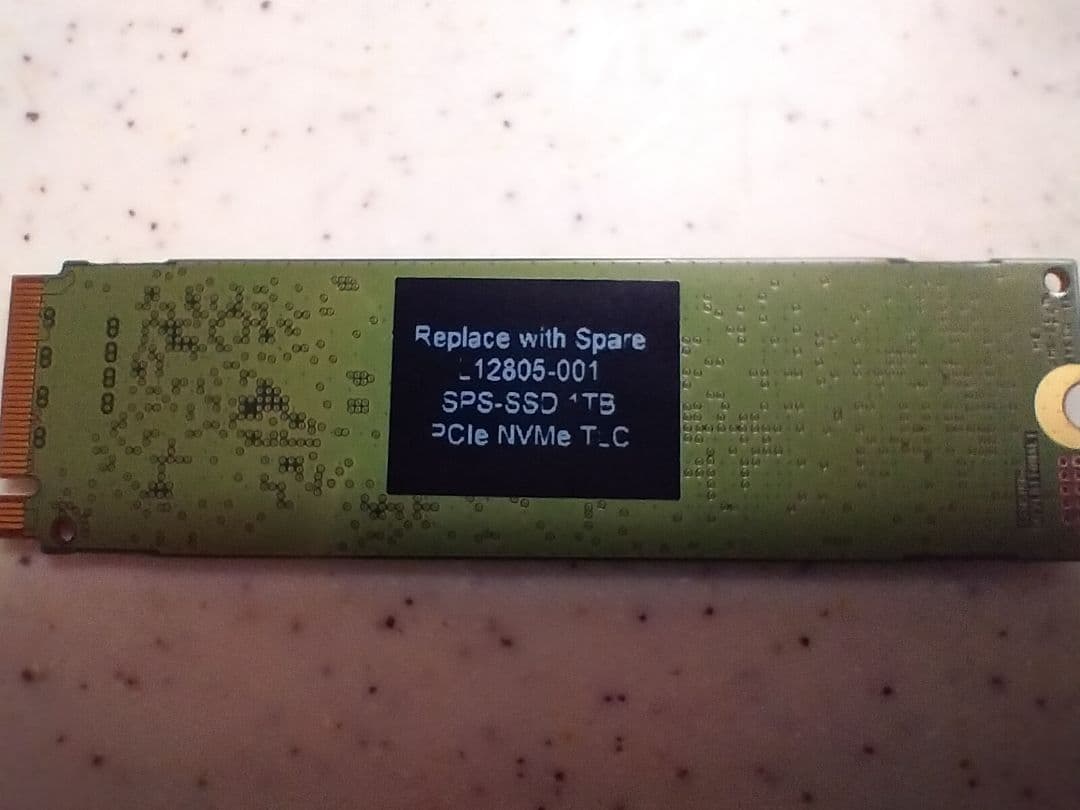 Replace with Spare
L12805-001
SPS-SSD 1TB
PCIe NVMe TLC